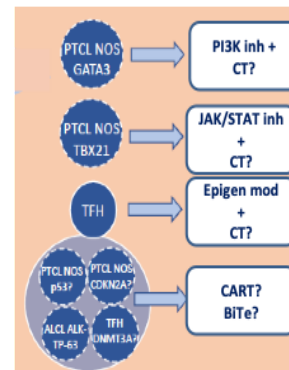 PTCL NOS
GATA3
PI3K inh +
CT?
PTCL NOS
TBX21
JAK/STAT inh
+
CT?
TFH
Epigen mod
+
CT?
PTCL NOS
p53?
PTCL NOS
CDKN2A?
ALCL ALK-
TP-63
TFH
DNMT3A?
CART?
BiTe?